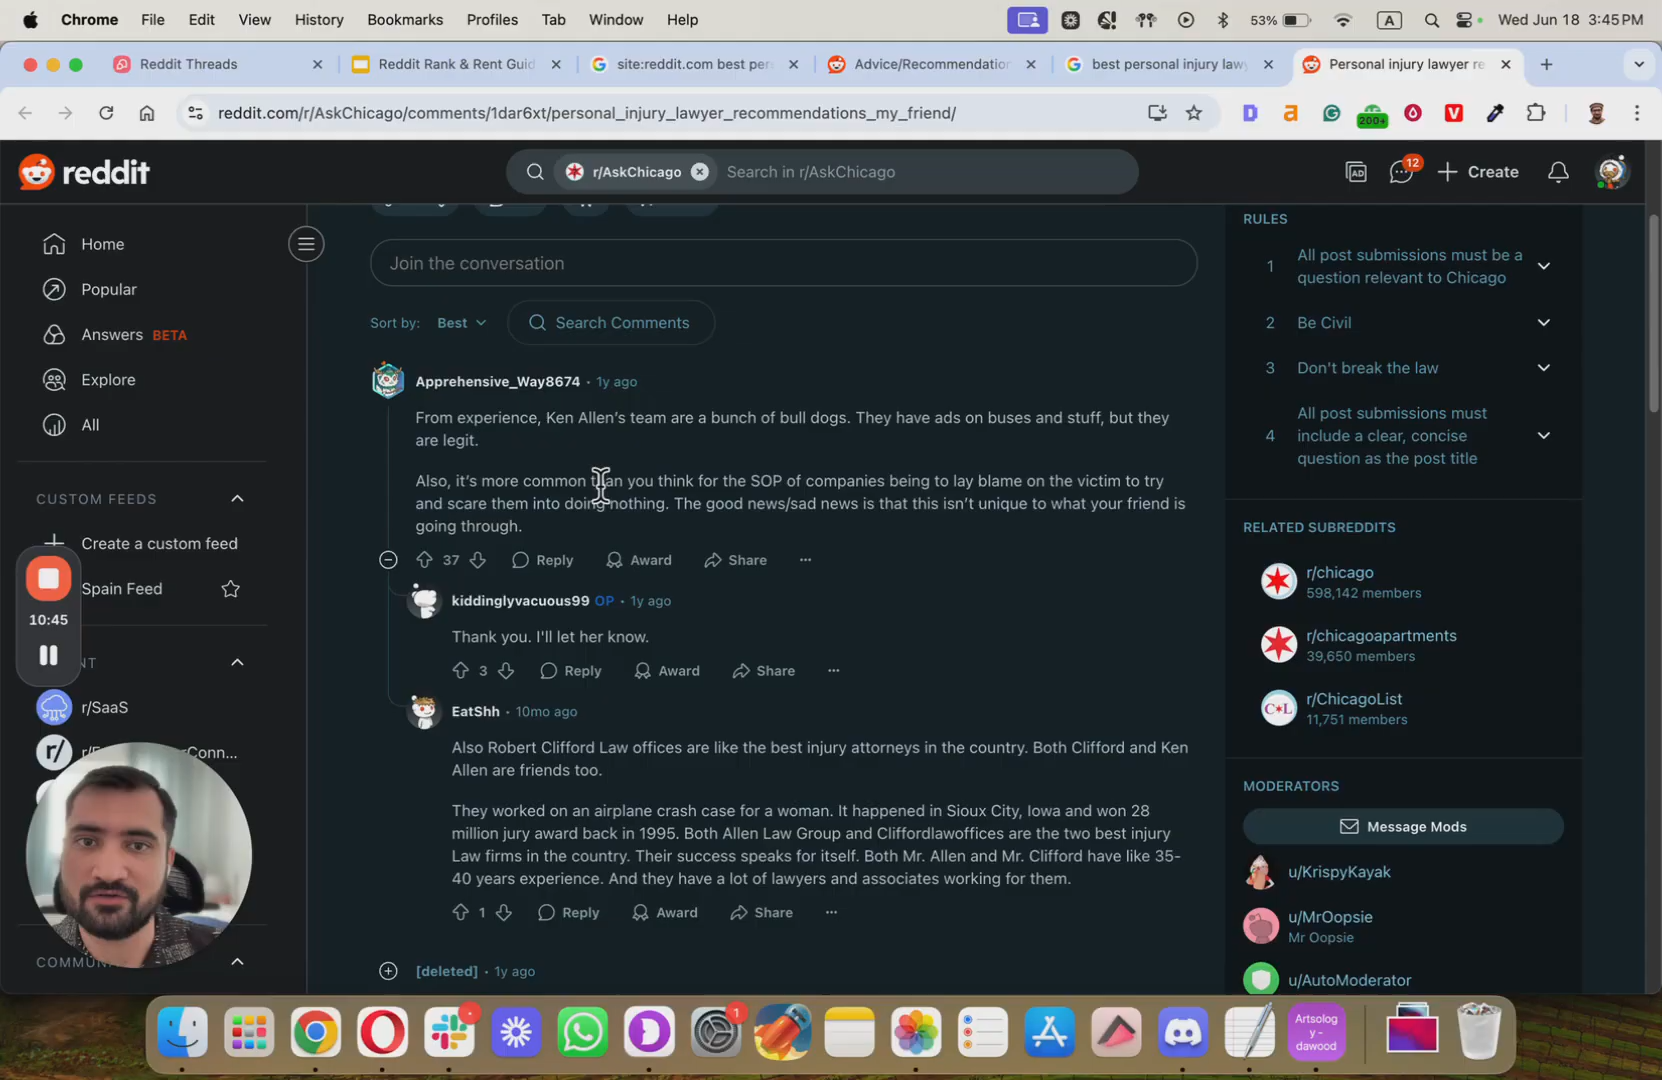 Chrome File Edit View History Bookmarks Profiles Tab Window Help 53% A Wed Jun 18 3:45 PM
Reddit Threads Reddit Rank & Rent Guid site:reddit.com best per Advice/Recommendation best personal injury law Personal injury lawyer re
reddit.com/r/AskChicago/comments/1dar6xt/personal_injury_lawyer_recommendations_my_friend/
200+
reddit r/AskChicago Search in r/AskChicago AD 12 Create
Home
Popular
Answers BETA
Explore
All
CUSTOM FEEDS
Create a custom feed
Spain Feed
10:45
NT
r/SaaS
Conn...
COMMUN
Join the conversation
Sort by: Best Search Comments
Apprehensive_Way8674 • 1y ago
From experience, Ken Allen's team are a bunch of bull dogs. They have ads on buses and stuff, but they
are legit.
Also, it's more common than you think for the SOP of companies being to lay blame on the victim to try
and scare them into doing nothing. The good news/sad news is that this isn't unique to what your friend is
going through.
37 Reply Award Share ...
kiddinglyvacuous99 OP • 1y ago
Thank you. I'll let her know.
3 Reply Award Share ...
EatShh • 10mo ago
Also Robert Clifford Law offices are like the best injury attorneys in the country. Both Clifford and Ken
Allen are friends too.
They worked on an airplane crash case for a woman. It happened in Sioux City, Iowa and won 28
million jury award back in 1995. Both Allen Law Group and Cliffordlawoffices are the two best injury
Law firms in the country. Their success speaks for itself. Both Mr. Allen and Mr. Clifford have like 35-
40 years experience. And they have a lot of lawyers and associates working for them.
1 Reply Award Share ...
[deleted] • 1y ago
RULES
1 All post submissions must be a
question relevant to Chicago
2 Be Civil
3 Don't break the law
4 All post submissions must
include a clear, concise
question as the post title
RELATED SUBREDDITS
r/chicago
598,142 members
r/chicagoapartments
39,650 members
C*L r/ChicagoList
11,751 members
MODERATORS
Message Mods
u/KrispyKayak
u/MrOopsie
Mr Oopsie
u/AutoModerator
1
Artsolog
y -
dawood